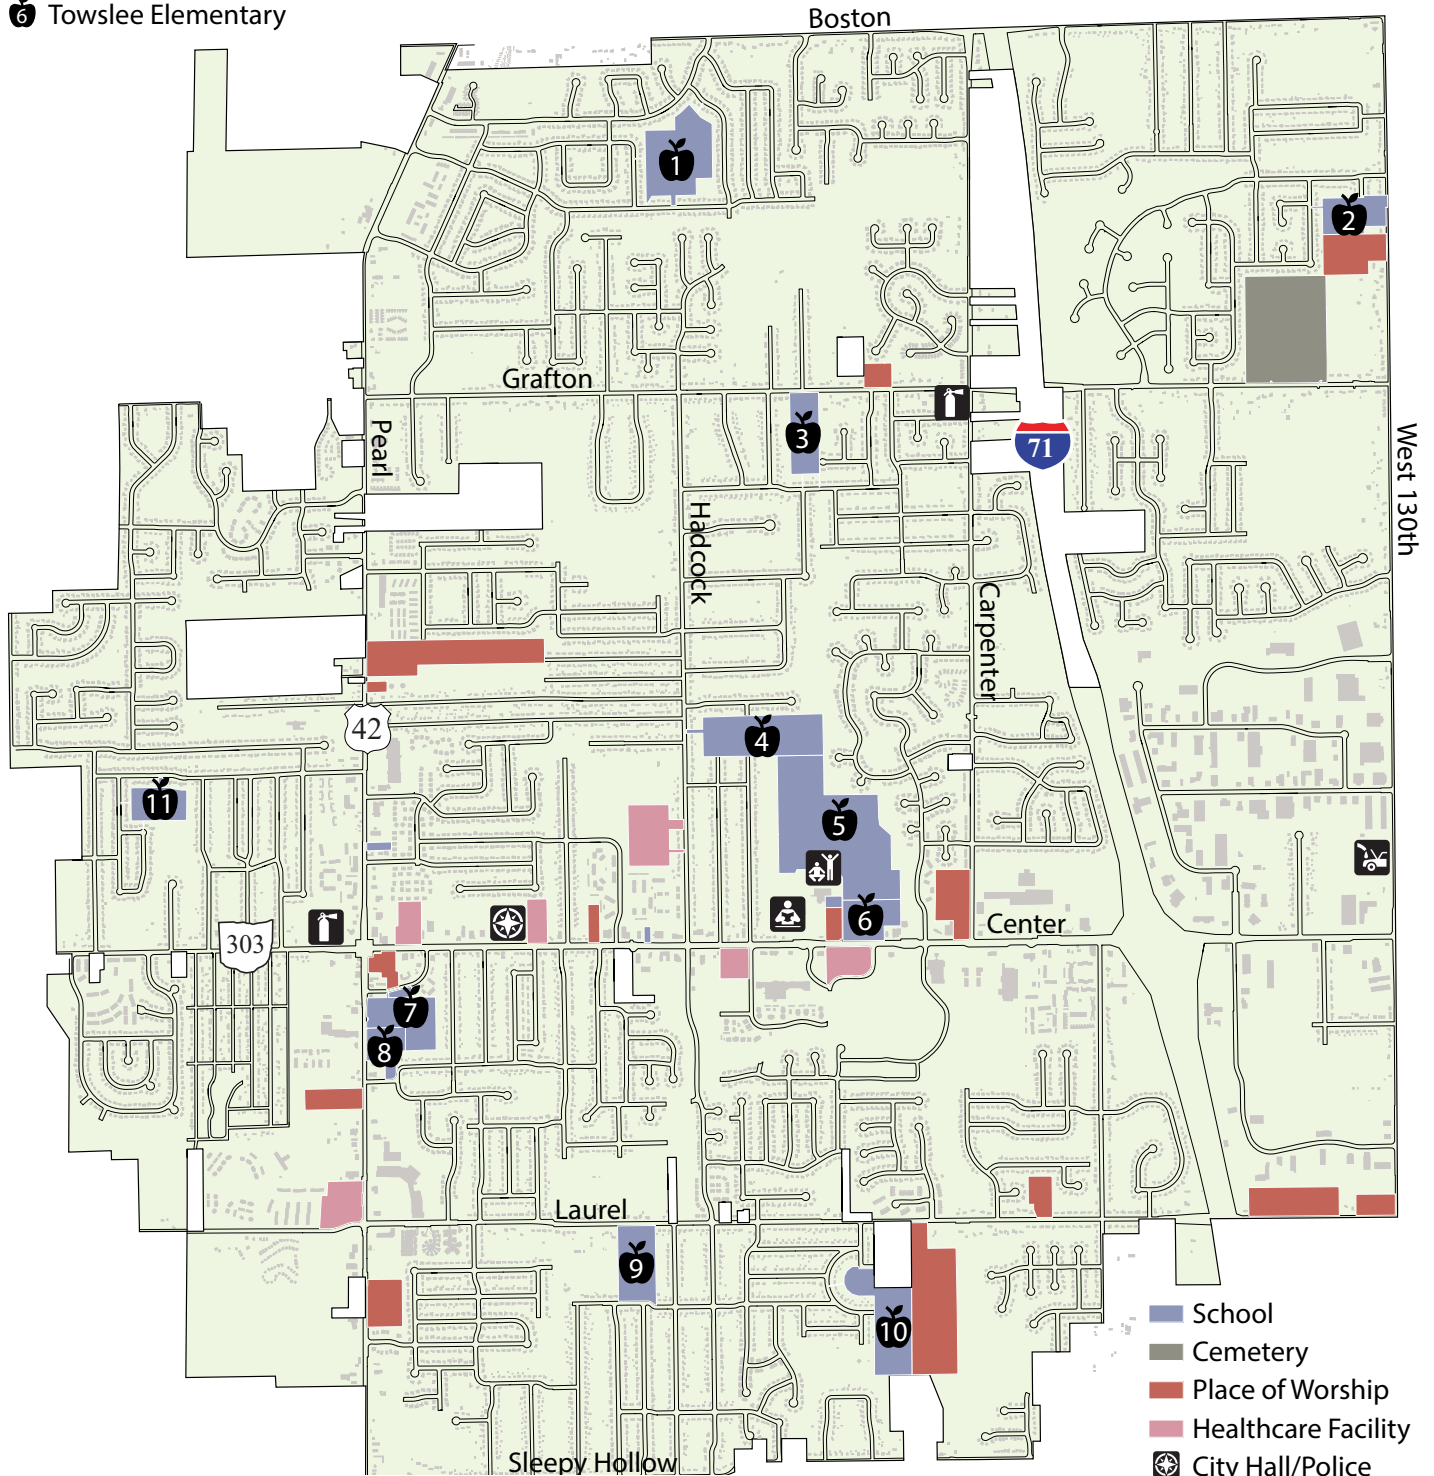 6 Towslee Elementary
Boston
1
2
Grafton
Pearl
3
71
West 130th
Hadcock
Carpenter
42
4
11
5
6
Center
303
7
8
Laurel
9
10
School
Cemetery
Place of Worship
Healthcare Facility
City Hall/Police
Sleepy Hollow